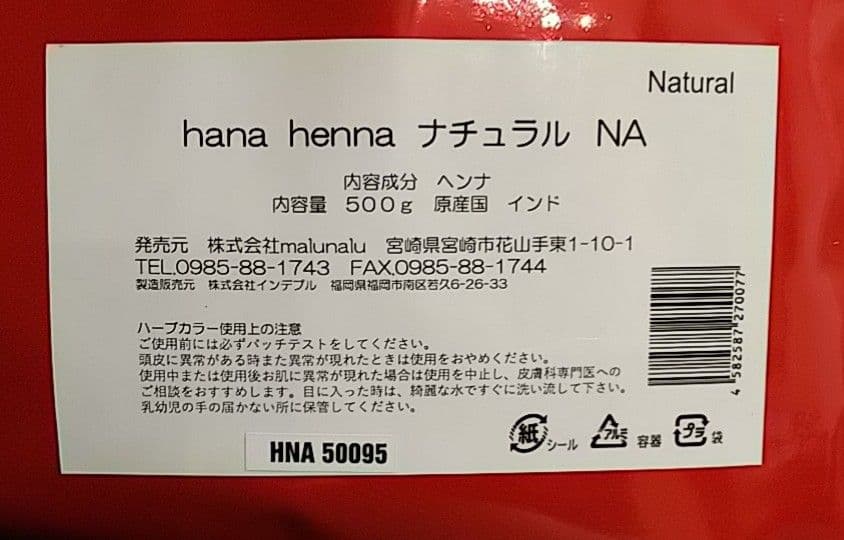 Natural
hana henna ナチュラル NA
内容成分 ヘンナ
内容量 500g 原産国 インド
発売元 株式会社malunalu 宮崎県宮崎市花山手東1-10-1
TEL.0985-88-1743 FAX.0985-88-1744
製造販売元 株式会社インデプル 福岡県福岡市南区若久6-26-33
ハーブカラー使用上の注意
ご使用前には必ずパッチテストをしてください。
頭皮に異常がある時また異常が現れたときは使用をおやめください。
使用中または使用後お肌に異常が現れた場合は使用を中止し、皮膚科専門医への
ご相談をおすすめします。目に入った時は、綺麗な水ですぐに洗い流して下さい。
乳幼児の手の届かない所に保管してください。
4 582587 270077
紙 シール アルミ 容器 プラ 袋
HNA 50095